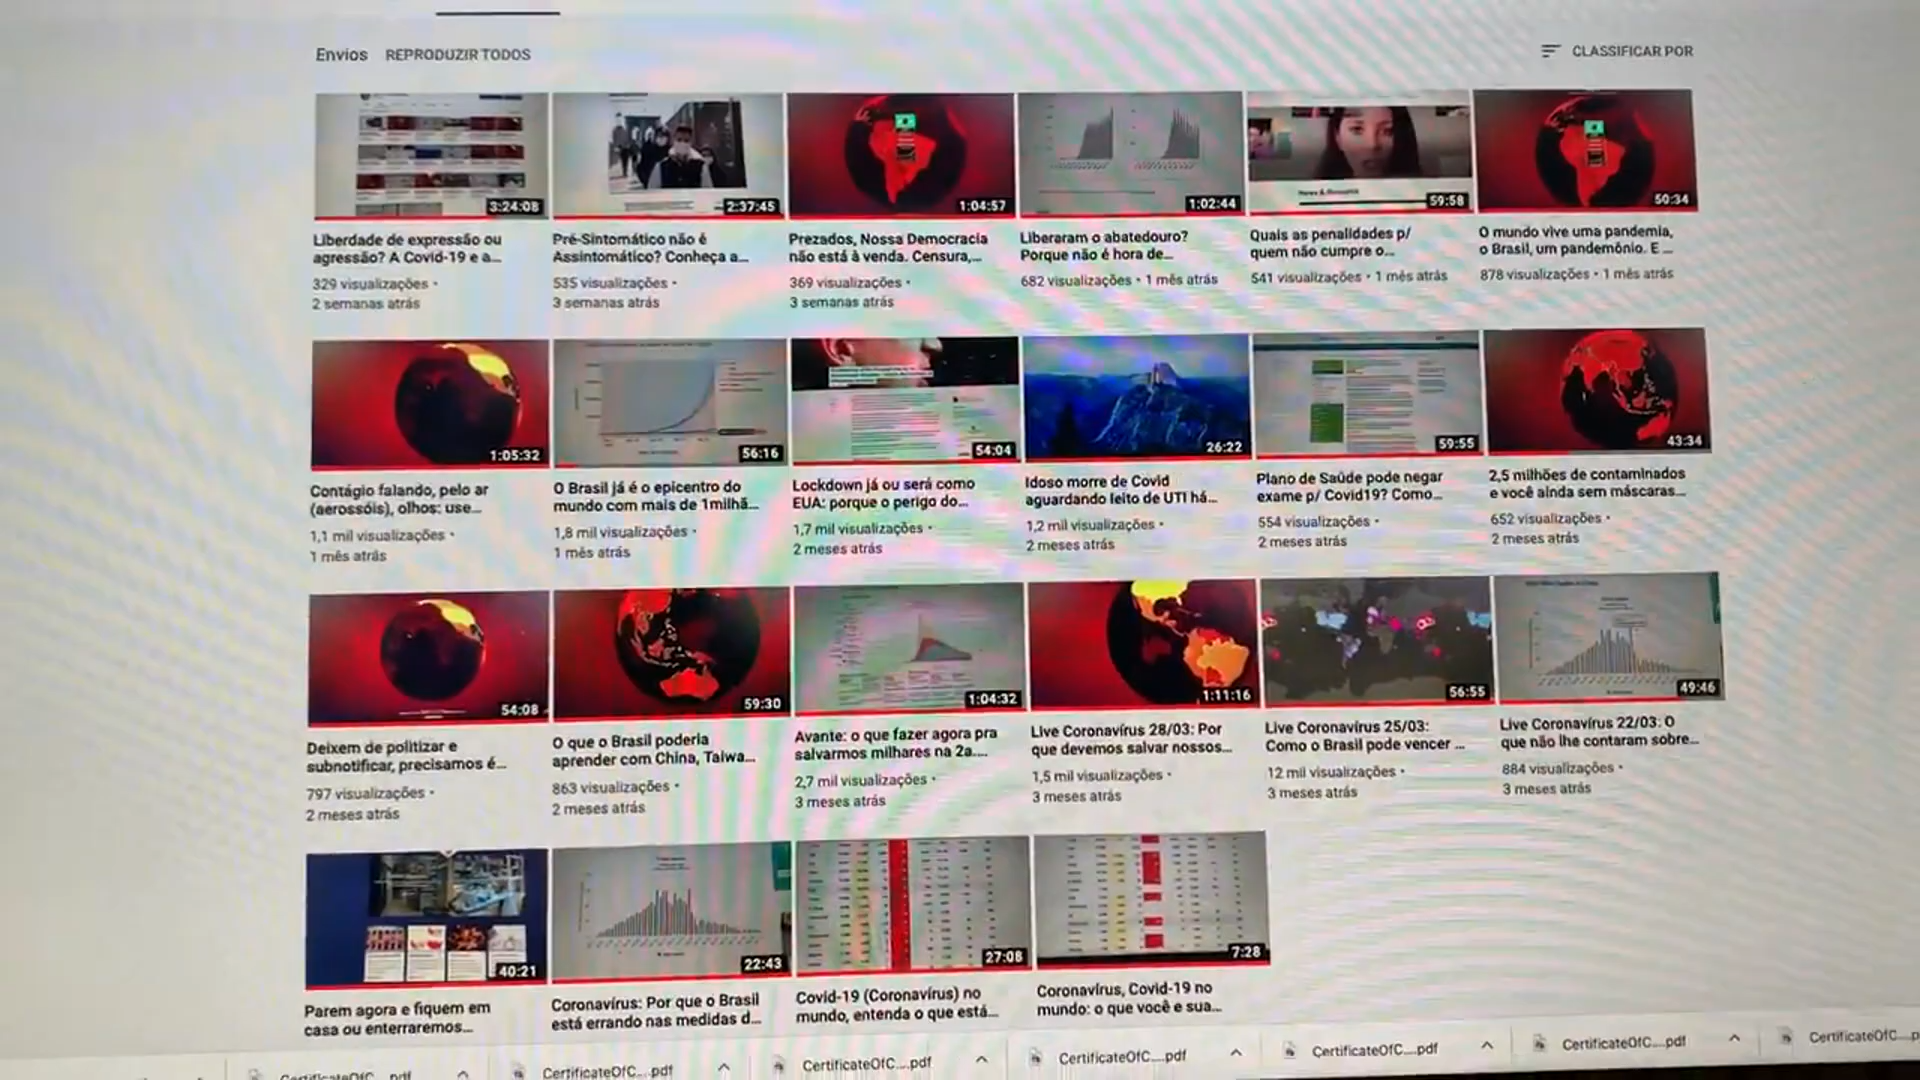 Envios REPRODUZIR TODOS
CLASSIFICAR POR
3:24:08
2:37:45
1:04:57
1:02:44
59:58
50:34
Liberdade de expressão ou
agressão? A Covid-19 e a...
329 visualizações •
2 semanas atrás
Pré-Sintomático não é
Assintomático? Conheça a...
535 visualizações •
3 semanas atrás
Prezados, Nossa Democracia
não está à venda. Censura,...
369 visualizações •
3 semanas atrás
Liberaram o abatedouro?
Porque não é hora de...
682 visualizações • 1 mês atrás
Quais as penalidades p/
quem não cumpre o...
541 visualizações • 1 mês atrás
O mundo vive uma pandemia,
o Brasil, um pandemônio. E ...
878 visualizações • 1 mês atrás
1:05:32
56:16
54:04
26:22
59:55
43:34
Contágio falando, pelo ar
(aerossóis), olhos: use...
1,1 mil visualizações •
1 mês atrás
O Brasil já é o epicentro do
mundo com mais de 1milhã...
1,8 mil visualizações •
1 mês atrás
Lockdown já ou será como
EUA: porque o perigo do...
1,7 mil visualizações •
2 meses atrás
Idoso morre de Covid
aguardando leito de UTI há...
1,2 mil visualizações •
2 meses atrás
Plano de Saúde pode negar
exame p/ Covid19? Como...
554 visualizações •
2 meses atrás
2,5 milhões de contaminados
e você ainda sem máscaras...
652 visualizações •
2 meses atrás
54:08
59:30
1:04:32
1:11:16
56:55
49:46
Deixem de politizar e
subnotificar, precisamos é...
797 visualizações •
2 meses atrás
O que o Brasil poderia
aprender com China, Taiwa...
863 visualizações •
2 meses atrás
Avante: o que fazer agora pra
salvarmos milhares na 2a....
2,7 mil visualizações •
3 meses atrás
Live Coronavírus 28/03: Por
que devemos salvar nossos...
1,5 mil visualizações •
3 meses atrás
Live Coronavírus 25/03:
Como o Brasil pode vencer ...
12 mil visualizações •
3 meses atrás
Live Coronavírus 22/03: O
que não lhe contaram sobre...
884 visualizações •
3 meses atrás
40:21
22:43
27:08
7:28
Parem agora e fiquem em
casa ou enterraremos...
Coronavírus: Por que o Brasil
está errando nas medidas d...
Covid-19 (Coronavírus) no
mundo, entenda o que está...
Coronavírus, Covid-19 no
mundo: o que você e sua...
CertificateOfC....pdf
CertificateOfC....pdf
CertificateOfC....pdf
CertificateOfC....pdf
CertificateOfC....pdf
CertificateOfC....pdf
CertificateOfC....p